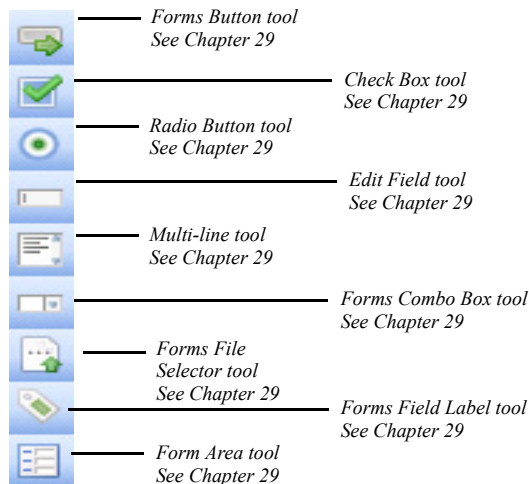 Forms Button tool
See Chapter 29
Check Box tool
See Chapter 29
Radio Button tool
See Chapter 29
Edit Field tool
See Chapter 29
Multi-line tool
See Chapter 29
Forms Combo Box tool
See Chapter 29
Forms File
Selector tool
See Chapter 29
Forms Field Label tool
See Chapter 29
Form Area tool
See Chapter 29